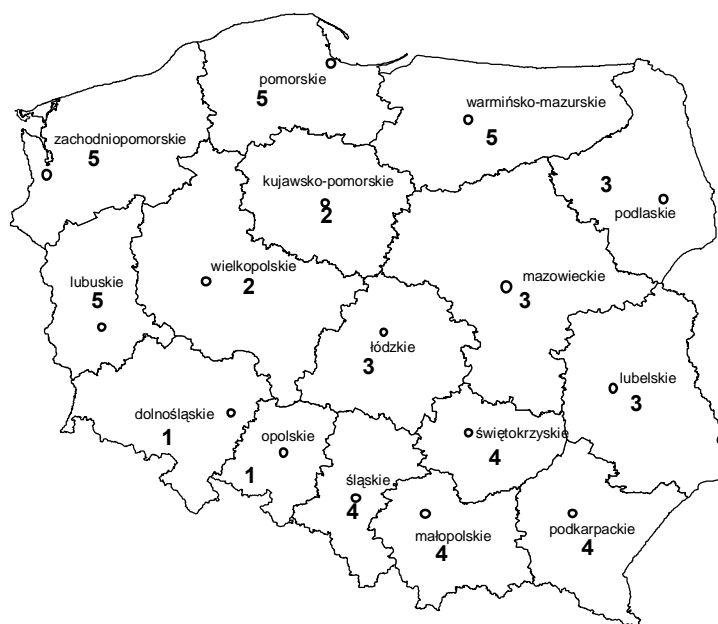 pomorskie
5
warmińsko-mazurskie
5
zachodniopomorskie
5
kujawsko-pomorskie
2
3
podlaskie
wielkopolskie
2
mazowieckie
3
lubuskie
5
łódzkie
3
lubelskie
3
dolnośląskie
1
opolskie
1
świętokrzyskie
4
śląskie
4
małopolskie
4
podkarpackie
4